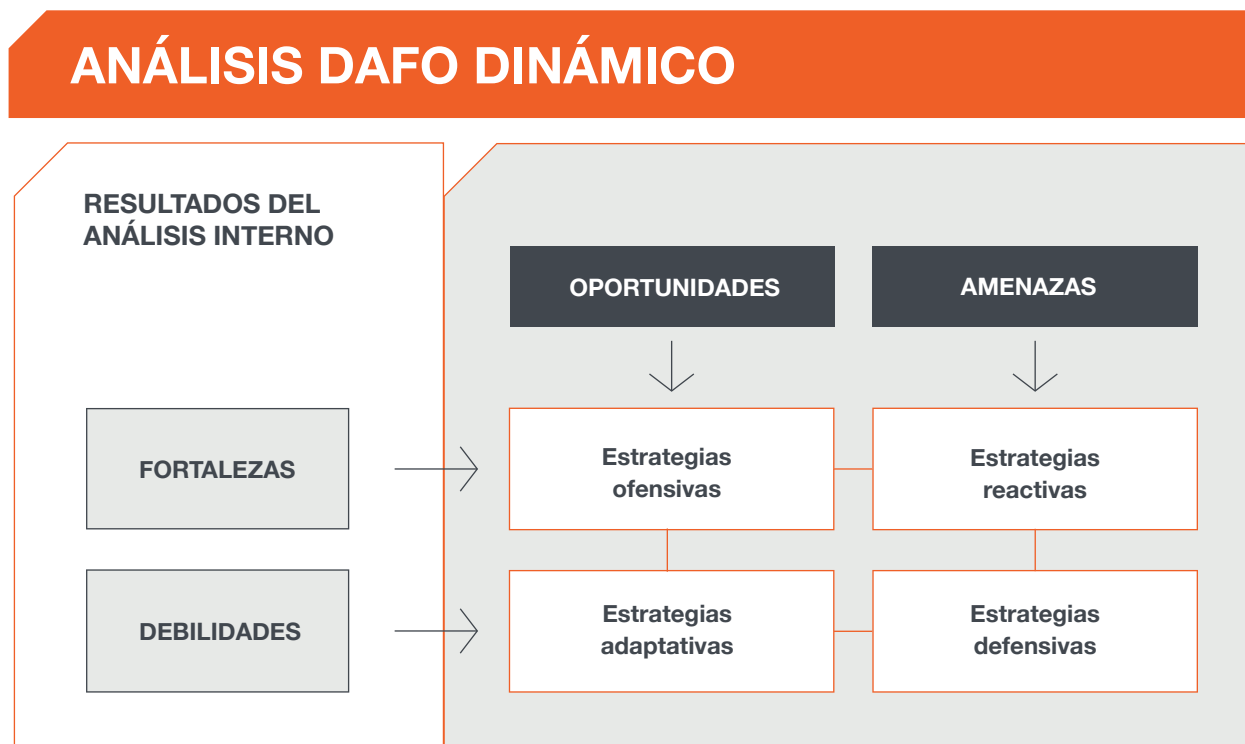 ANÁLISIS DAFO DINÁMICO
RESULTADOS DEL
ANÁLISIS INTERNO
OPORTUNIDADES
AMENAZAS
FORTALEZAS
Estrategias
ofensivas
Estrategias
reactivas
DEBILIDADES
Estrategias
adaptativas
Estrategias
defensivas